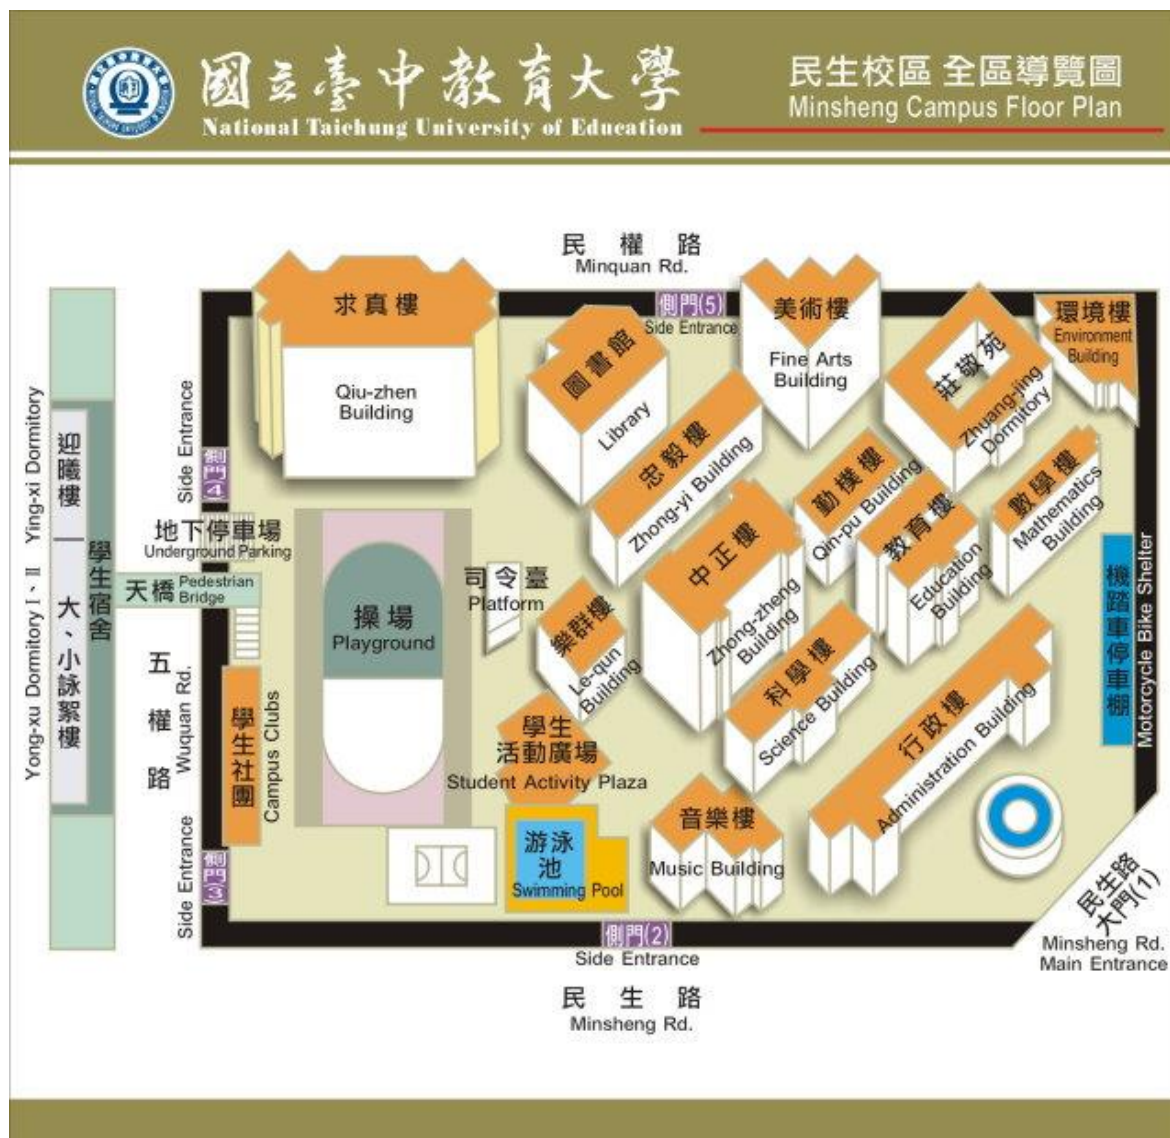 國立臺中教育大學
National Taichung University of Education
民生校區 全區導覽圖
Minsheng Campus Floor Plan
民權路
Minquan Rd.
側門(5)
Side Entrance
求真樓
Qiu-zhen
Building
圖書館
Library
忠毅樓
Zhong-yi Building
美術樓
Fine Arts
Building
莊敬苑
Zhuang-jing
Dormitory
環境樓
Environment
Building
勤樸樓
Qin-pu Building
教育樓
Education
Building
數學樓
Mathematics
Building
中正樓
Zhong-zheng
Building
科學樓
Science Building
行政樓
Administration Building
機踏車停車棚
Motorcycle Bike Shelter
Side Entrance
側門(4)
地下停車場
Underground Parking
天橋
Pedestrian
Bridge
迎曦樓
大、小詠絮樓
學生宿舍
Ying-xi Dormitory
Yong-xu Dormitory I、II
五權路
Wuquan Rd.
學生社團
Campus Clubs
Side Entrance
側門(3)
操場
Playground
司令臺
Platform
樂群樓
Le-qun
Building
學生
活動廣場
Student Activity Plaza
游泳
池
Swimming Pool
音樂樓
Music Building
側門(2)
Side Entrance
民生路
Minsheng Rd.
民生路
大門(1)
Minsheng Rd.
Main Entrance